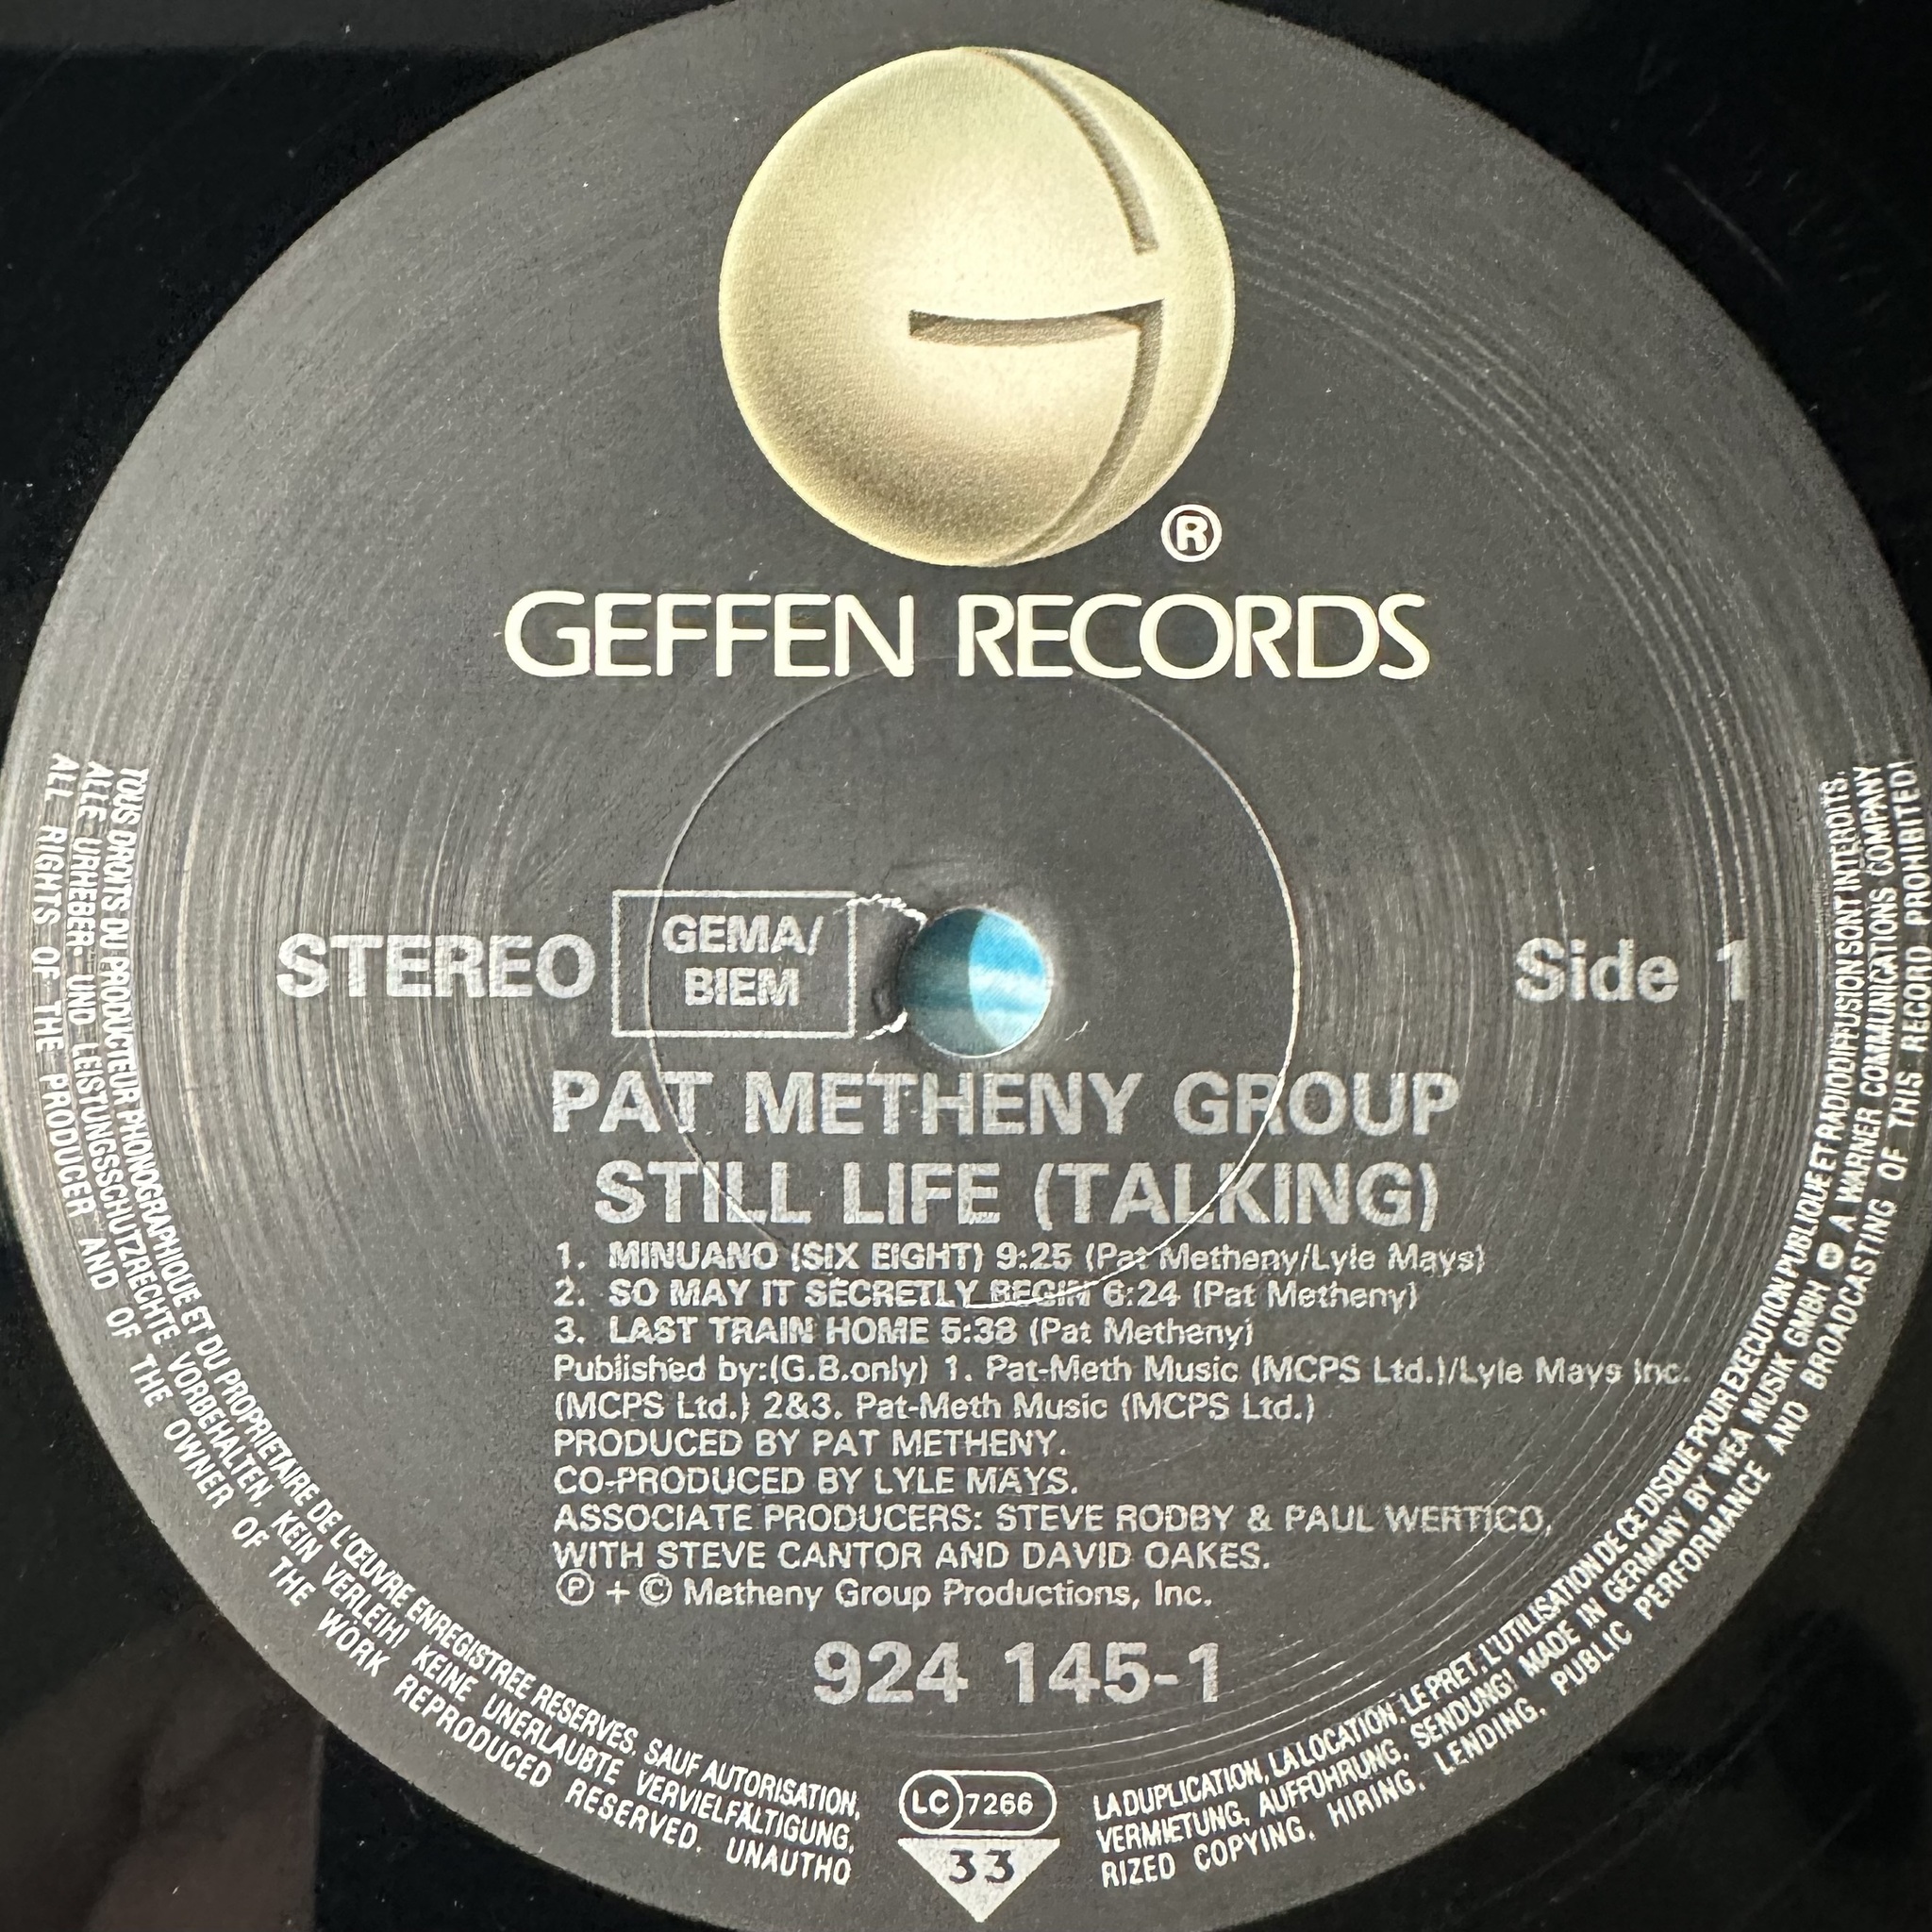 ®
GEFFEN RECORDS
STEREO
GEMA/
BIEM
Side 1
PAT METHENY GROUP
STILL LIFE (TALKING)
1. MINUANO (SIX EIGHT) 9:25 (Pat Metheny/Lyle Mays)
2. SO MAY IT SECRETLY BEGIN 6:24 (Pat Metheny)
3. LAST TRAIN HOME 5:38 (Pat Metheny)
Published by:(G.B.only) 1. Pat-Meth Music (MCPS Ltd.)/Lyle Mays Inc.
(MCPS Ltd.) 2&3. Pat-Meth Music (MCPS Ltd.)
PRODUCED BY PAT METHENY.
CO-PRODUCED BY LYLE MAYS.
ASSOCIATE PRODUCERS: STEVE RODBY & PAUL WERTICO,
WITH STEVE CANTOR AND DAVID OAKES.
Ⓟ + © Metheny Group Productions, Inc.
924 145-1
TOUS DROITS DU PRODUCTEUR PHONOGRAPHIQUE ET DU PROPRIETAIRE DE L'ŒUVRE ENREGISTREE RESERVES. SAUF AUTORISATION, LA DUPLICATION, LA LOCATION, LE PRET, L'UTILISATION DE CE DISQUE POUR EXECUTION PUBLIQUE ET RADIODIFFUSION SONT INTERDITS.
ALLE URHEBER- UND LEISTUNGSSCHUTZRECHTE VORBEHALTEN. KEIN VERLEIH! KEINE UNERLAUBTE VERVIELFÄLTIGUNG, VERMIETUNG, AUFFÜHRUNG, SENDUNG! MADE IN GERMANY BY WEA MUSIK GMBH A WARNER COMMUNICATIONS COMPANY
ALL RIGHTS OF THE PRODUCER AND OF THE OWNER OF THE WORK REPRODUCED RESERVED. UNAUTHORIZED COPYING, HIRING, LENDING, PUBLIC PERFORMANCE AND BROADCASTING OF THIS RECORD PROHIBITED!
LC 7266
33